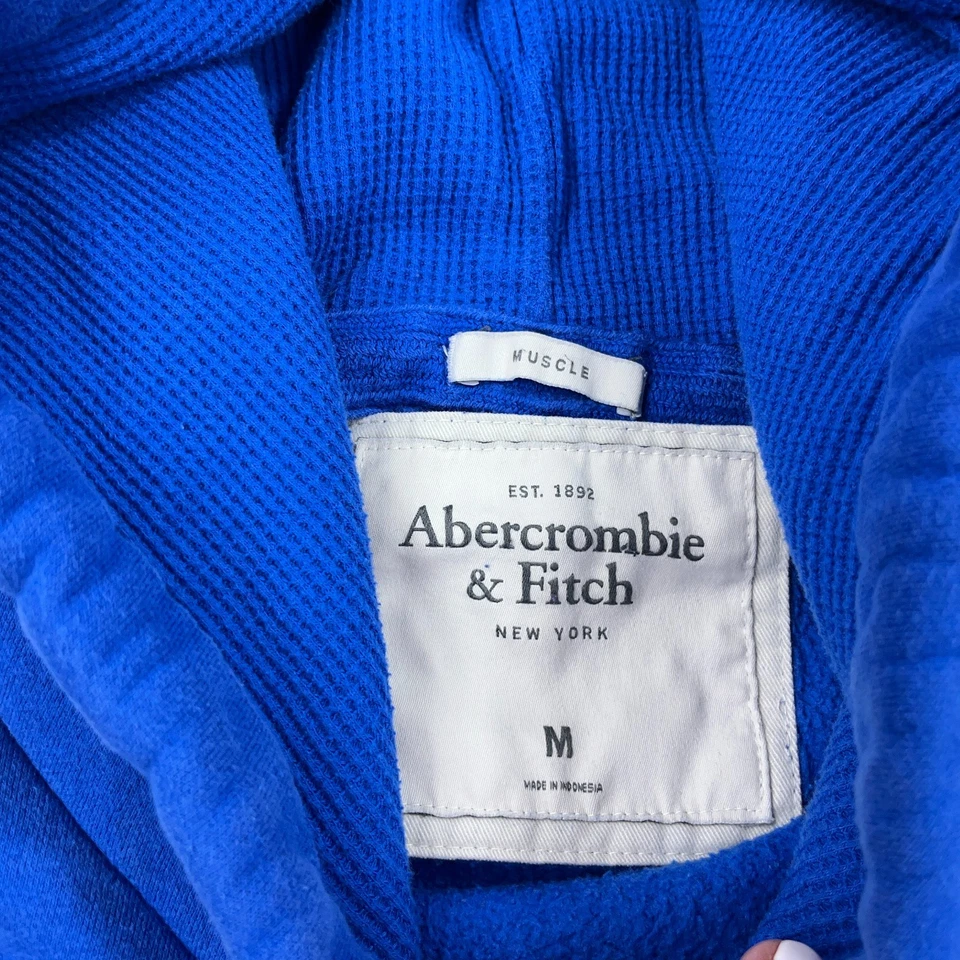 MUSCLE
EST. 1892
Abercrombie
& Fitch
NEW YORK
M
MADE IN INDONESIA